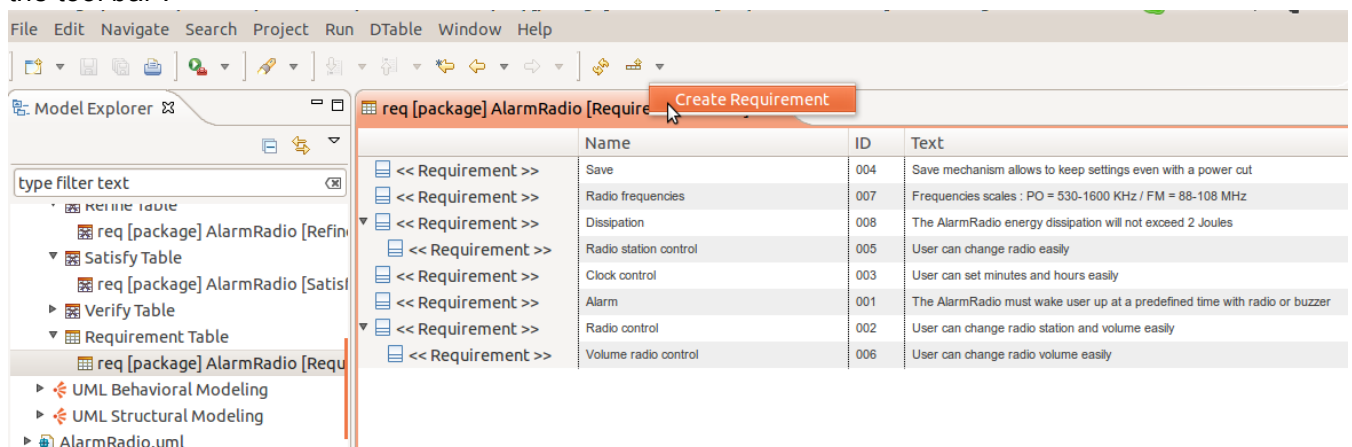 the toolbar .
File Edit Navigate Search Project Run DTable Window Help
Model Explorer
req [package] AlarmRadio [Require
Create Requirement
type filter text
Refine Table
req [package] AlarmRadio [Refin
Satisfy Table
req [package] AlarmRadio [Satisf
Verify Table
Requirement Table
req [package] AlarmRadio [Requ
UML Behavioral Modeling
UML Structural Modeling
AlarmRadio.uml
Name ID Text
<< Requirement >> Save 004 Save mechanism allows to keep settings even with a power cut
<< Requirement >> Radio frequencies 007 Frequencies scales : PO = 530-1600 KHz / FM = 88-108 MHz
<< Requirement >> Dissipation 008 The AlarmRadio energy dissipation will not exceed 2 Joules
<< Requirement >> Radio station control 005 User can change radio easily
<< Requirement >> Clock control 003 User can set minutes and hours easily
<< Requirement >> Alarm 001 The AlarmRadio must wake user up at a predefined time with radio or buzzer
<< Requirement >> Radio control 002 User can change radio station and volume easily
<< Requirement >> Volume radio control 006 User can change radio volume easily